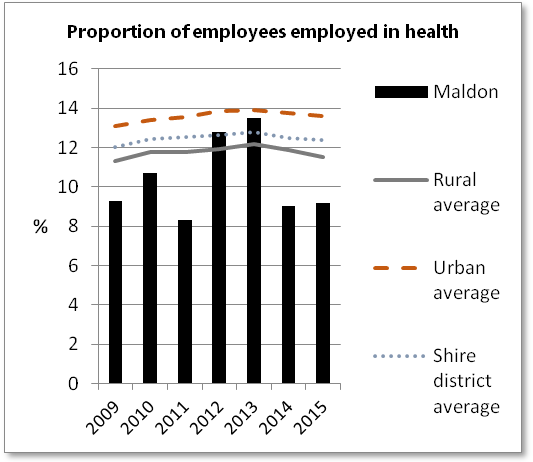 Proportion of employees employed in health
16
14
12
10
8
6
4
2
0
%
2009
2010
2011
2012
2013
2014
2015
Maldon
Rural
average
Urban
average
Shire
district
average